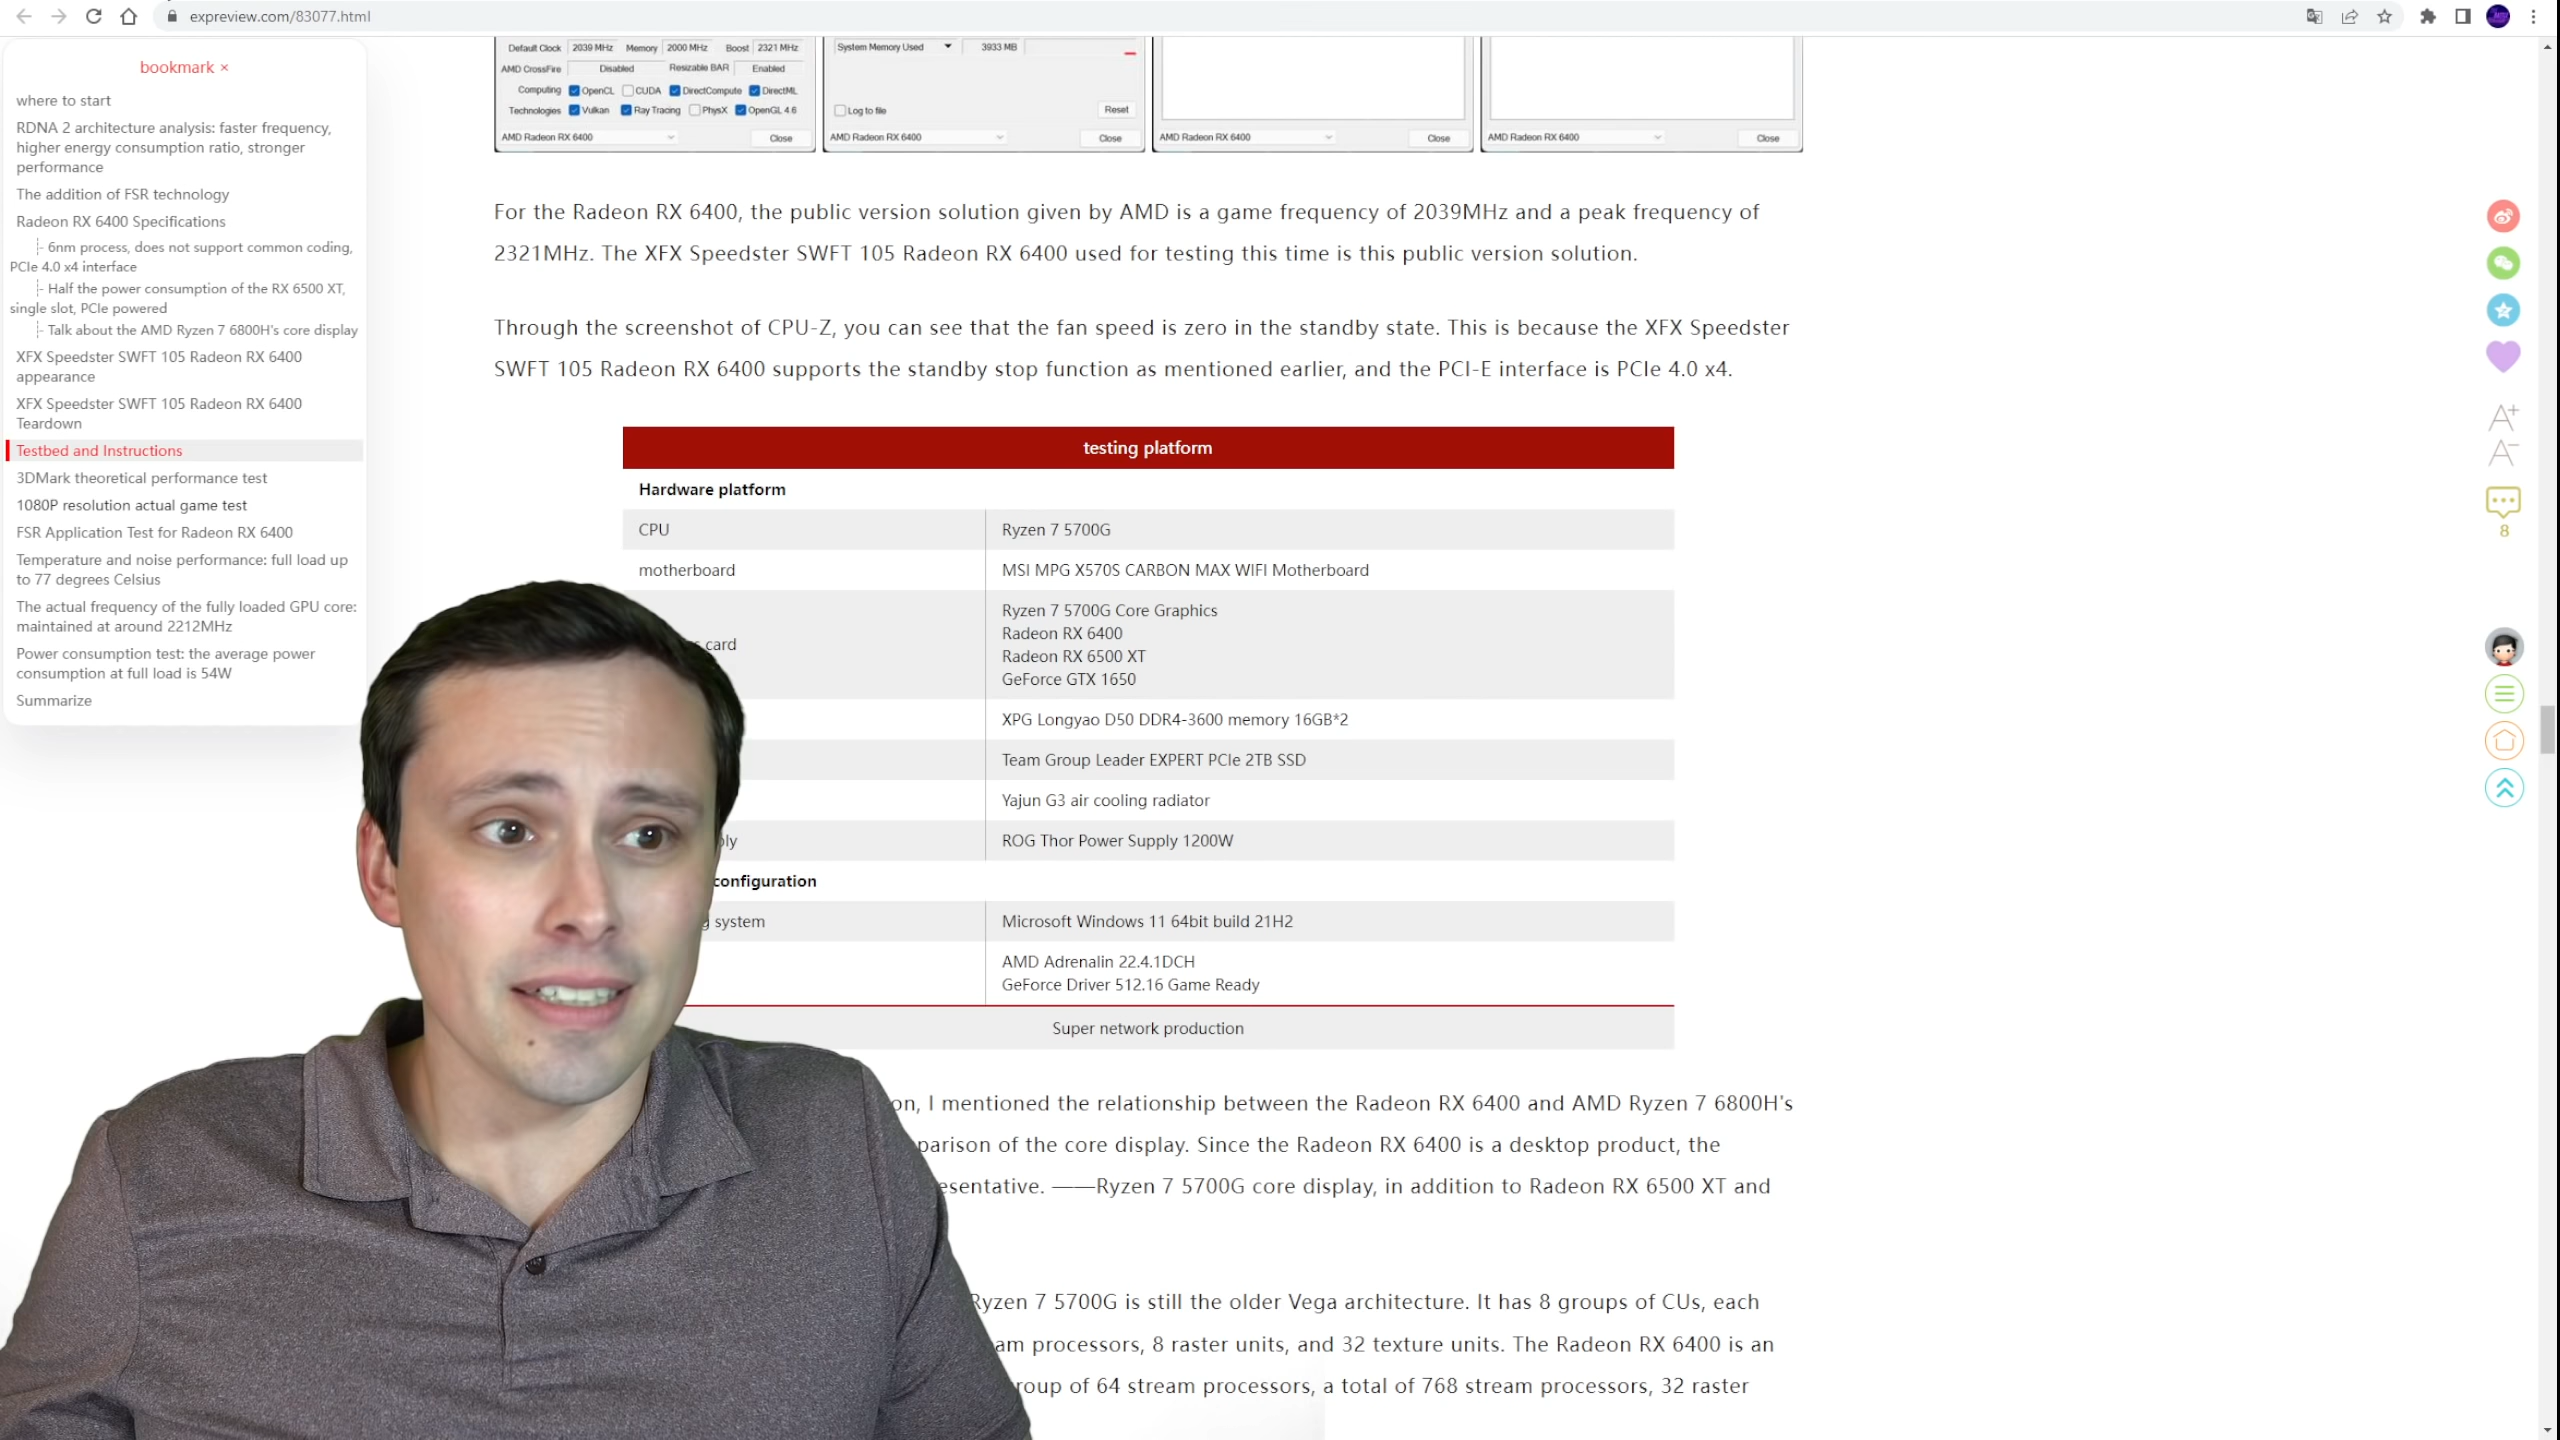 expreview.com/83077.html
bookmark ×
where to start
RDNA 2 architecture analysis: faster frequency,
higher energy consumption ratio, stronger
performance
The addition of FSR technology
Radeon RX 6400 Specifications
- 6nm process, does not support common coding,
PCIe 4.0 x4 interface
- Half the power consumption of the RX 6500 XT,
single slot, PCIe powered
- Talk about the AMD Ryzen 7 6800H's core display
XFX Speedster SWFT 105 Radeon RX 6400
appearance
XFX Speedster SWFT 105 Radeon RX 6400
Teardown
Testbed and Instructions
3DMark theoretical performance test
1080P resolution actual game test
FSR Application Test for Radeon RX 6400
Temperature and noise performance: full load up
to 77 degrees Celsius
The actual frequency of the fully loaded GPU core:
maintained at around 2212MHz
Power consumption test: the average power
consumption at full load is 54W
Summarize
Default Clock 2039 MHz Memory 2000 MHz Boost 2321 MHz
AMD CrossFire Disabled Resizable BAR Enabled
Computing OpenCL CUDA DirectCompute DirectML
Technologies Vulkan Ray Tracing PhysX OpenGL 4.6
AMD Radeon RX 6400 Close
System Memory Used 3933 MB
Log to file Reset
AMD Radeon RX 6400 Close
AMD Radeon RX 6400 Close
AMD Radeon RX 6400 Close
For the Radeon RX 6400, the public version solution given by AMD is a game frequency of 2039MHz and a peak frequency of
2321MHz. The XFX Speedster SWFT 105 Radeon RX 6400 used for testing this time is this public version solution.
Through the screenshot of CPU-Z, you can see that the fan speed is zero in the standby state. This is because the XFX Speedster
SWFT 105 Radeon RX 6400 supports the standby stop function as mentioned earlier, and the PCI-E interface is PCIe 4.0 x4.
testing platform
Hardware platform
CPU Ryzen 7 5700G
motherboard MSI MPG X570S CARBON MAX WIFI Motherboard
card
Ryzen 7 5700G Core Graphics
Radeon RX 6400
Radeon RX 6500 XT
GeForce GTX 1650
XPG Longyao D50 DDR4-3600 memory 16GB*2
Team Group Leader EXPERT PCIe 2TB SSD
Yajun G3 air cooling radiator
ply ROG Thor Power Supply 1200W
configuration
g system Microsoft Windows 11 64bit build 21H2
AMD Adrenalin 22.4.1DCH
GeForce Driver 512.16 Game Ready
Super network production
on, I mentioned the relationship between the Radeon RX 6400 and AMD Ryzen 7 6800H's
parison of the core display. Since the Radeon RX 6400 is a desktop product, the
esentative. ——Ryzen 7 5700G core display, in addition to Radeon RX 6500 XT and
Ryzen 7 5700G is still the older Vega architecture. It has 8 groups of CUs, each
am processors, 8 raster units, and 32 texture units. The Radeon RX 6400 is an
roup of 64 stream processors, a total of 768 stream processors, 32 raster
A+
A-
8